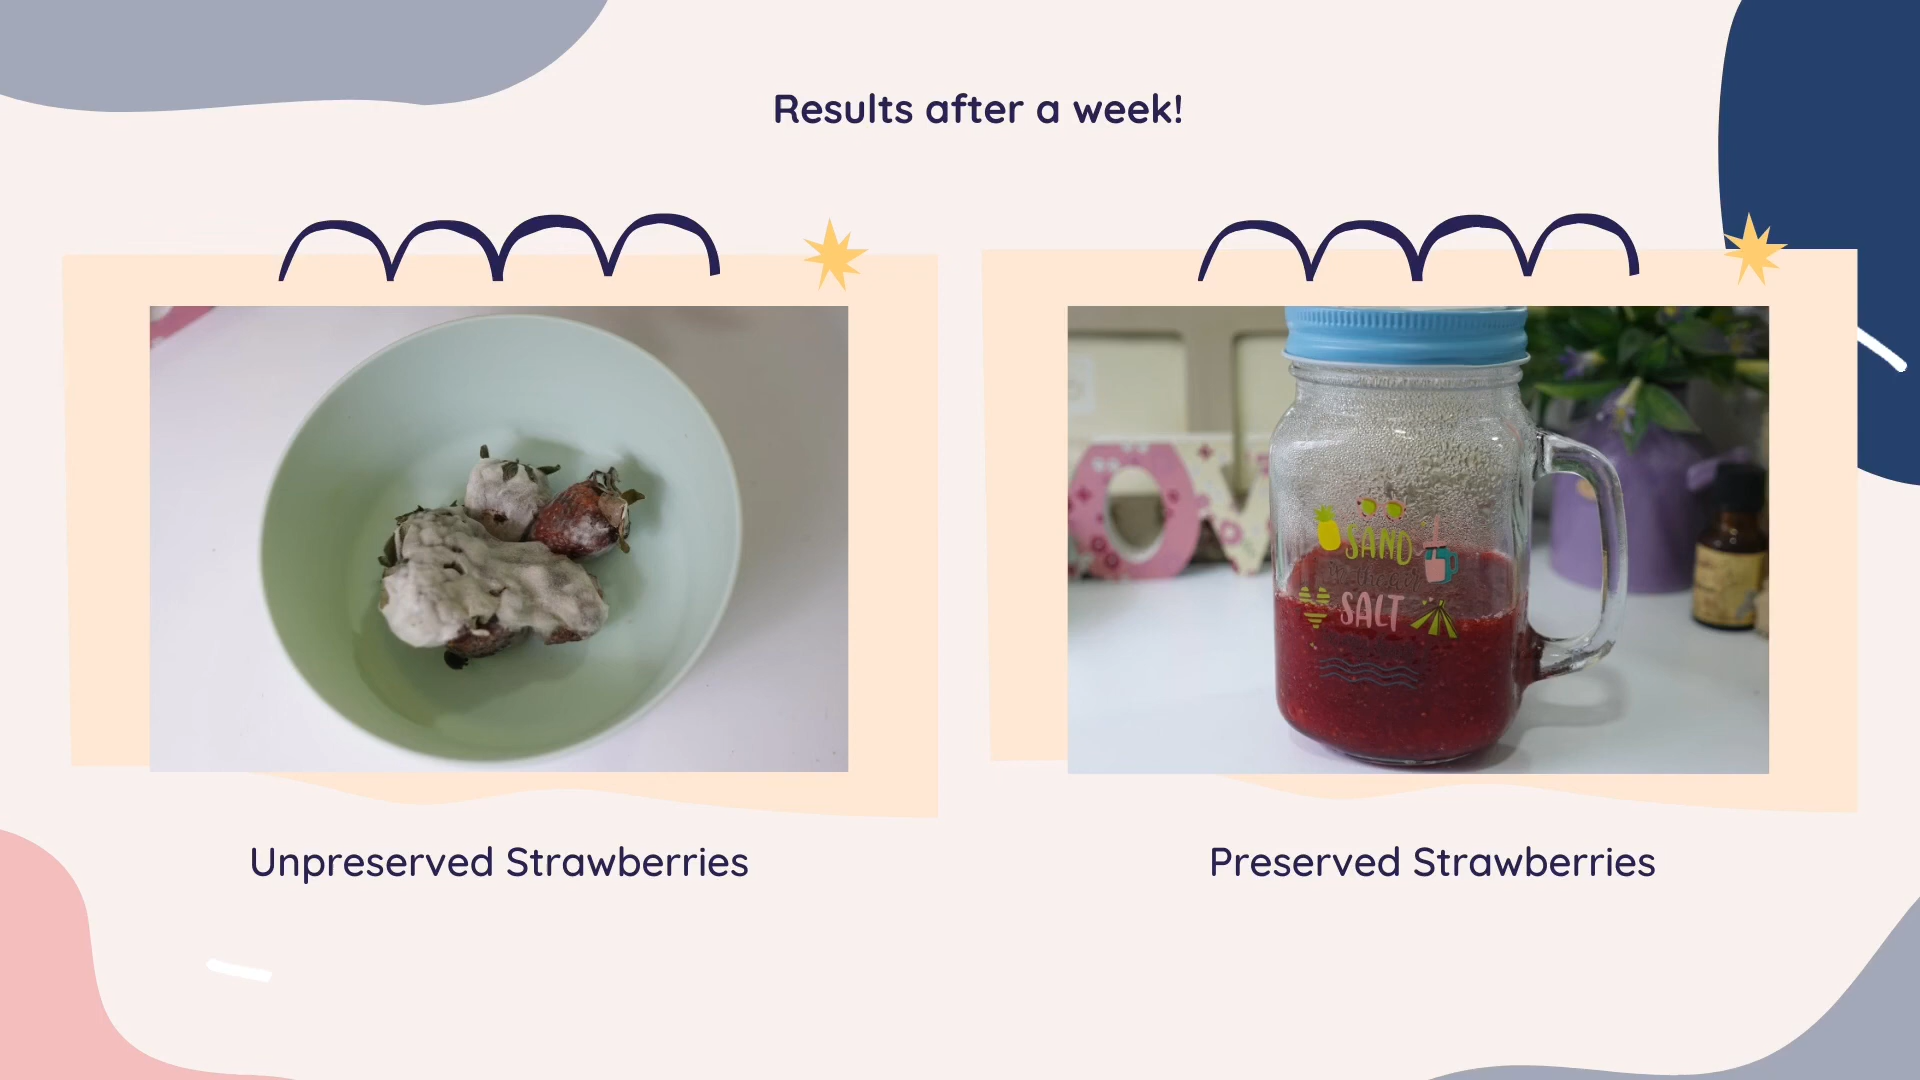 Results after a week!
SAND
SALT
Unpreserved Strawberries
Preserved Strawberries